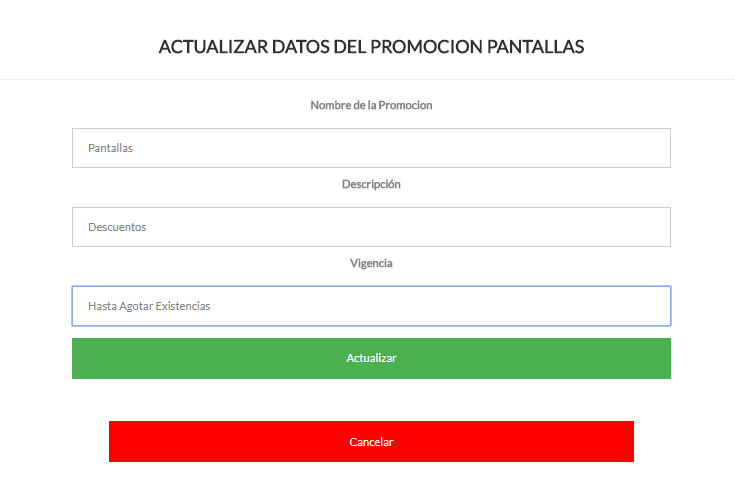 ACTUALIZAR DATOS DEL PROMOCION PANTALLAS
Nombre de la Promocion
Pantallas
Descripción
Descuentos
Vigencia
Hasta Agotar Existencias
Actualizar
Cancelar